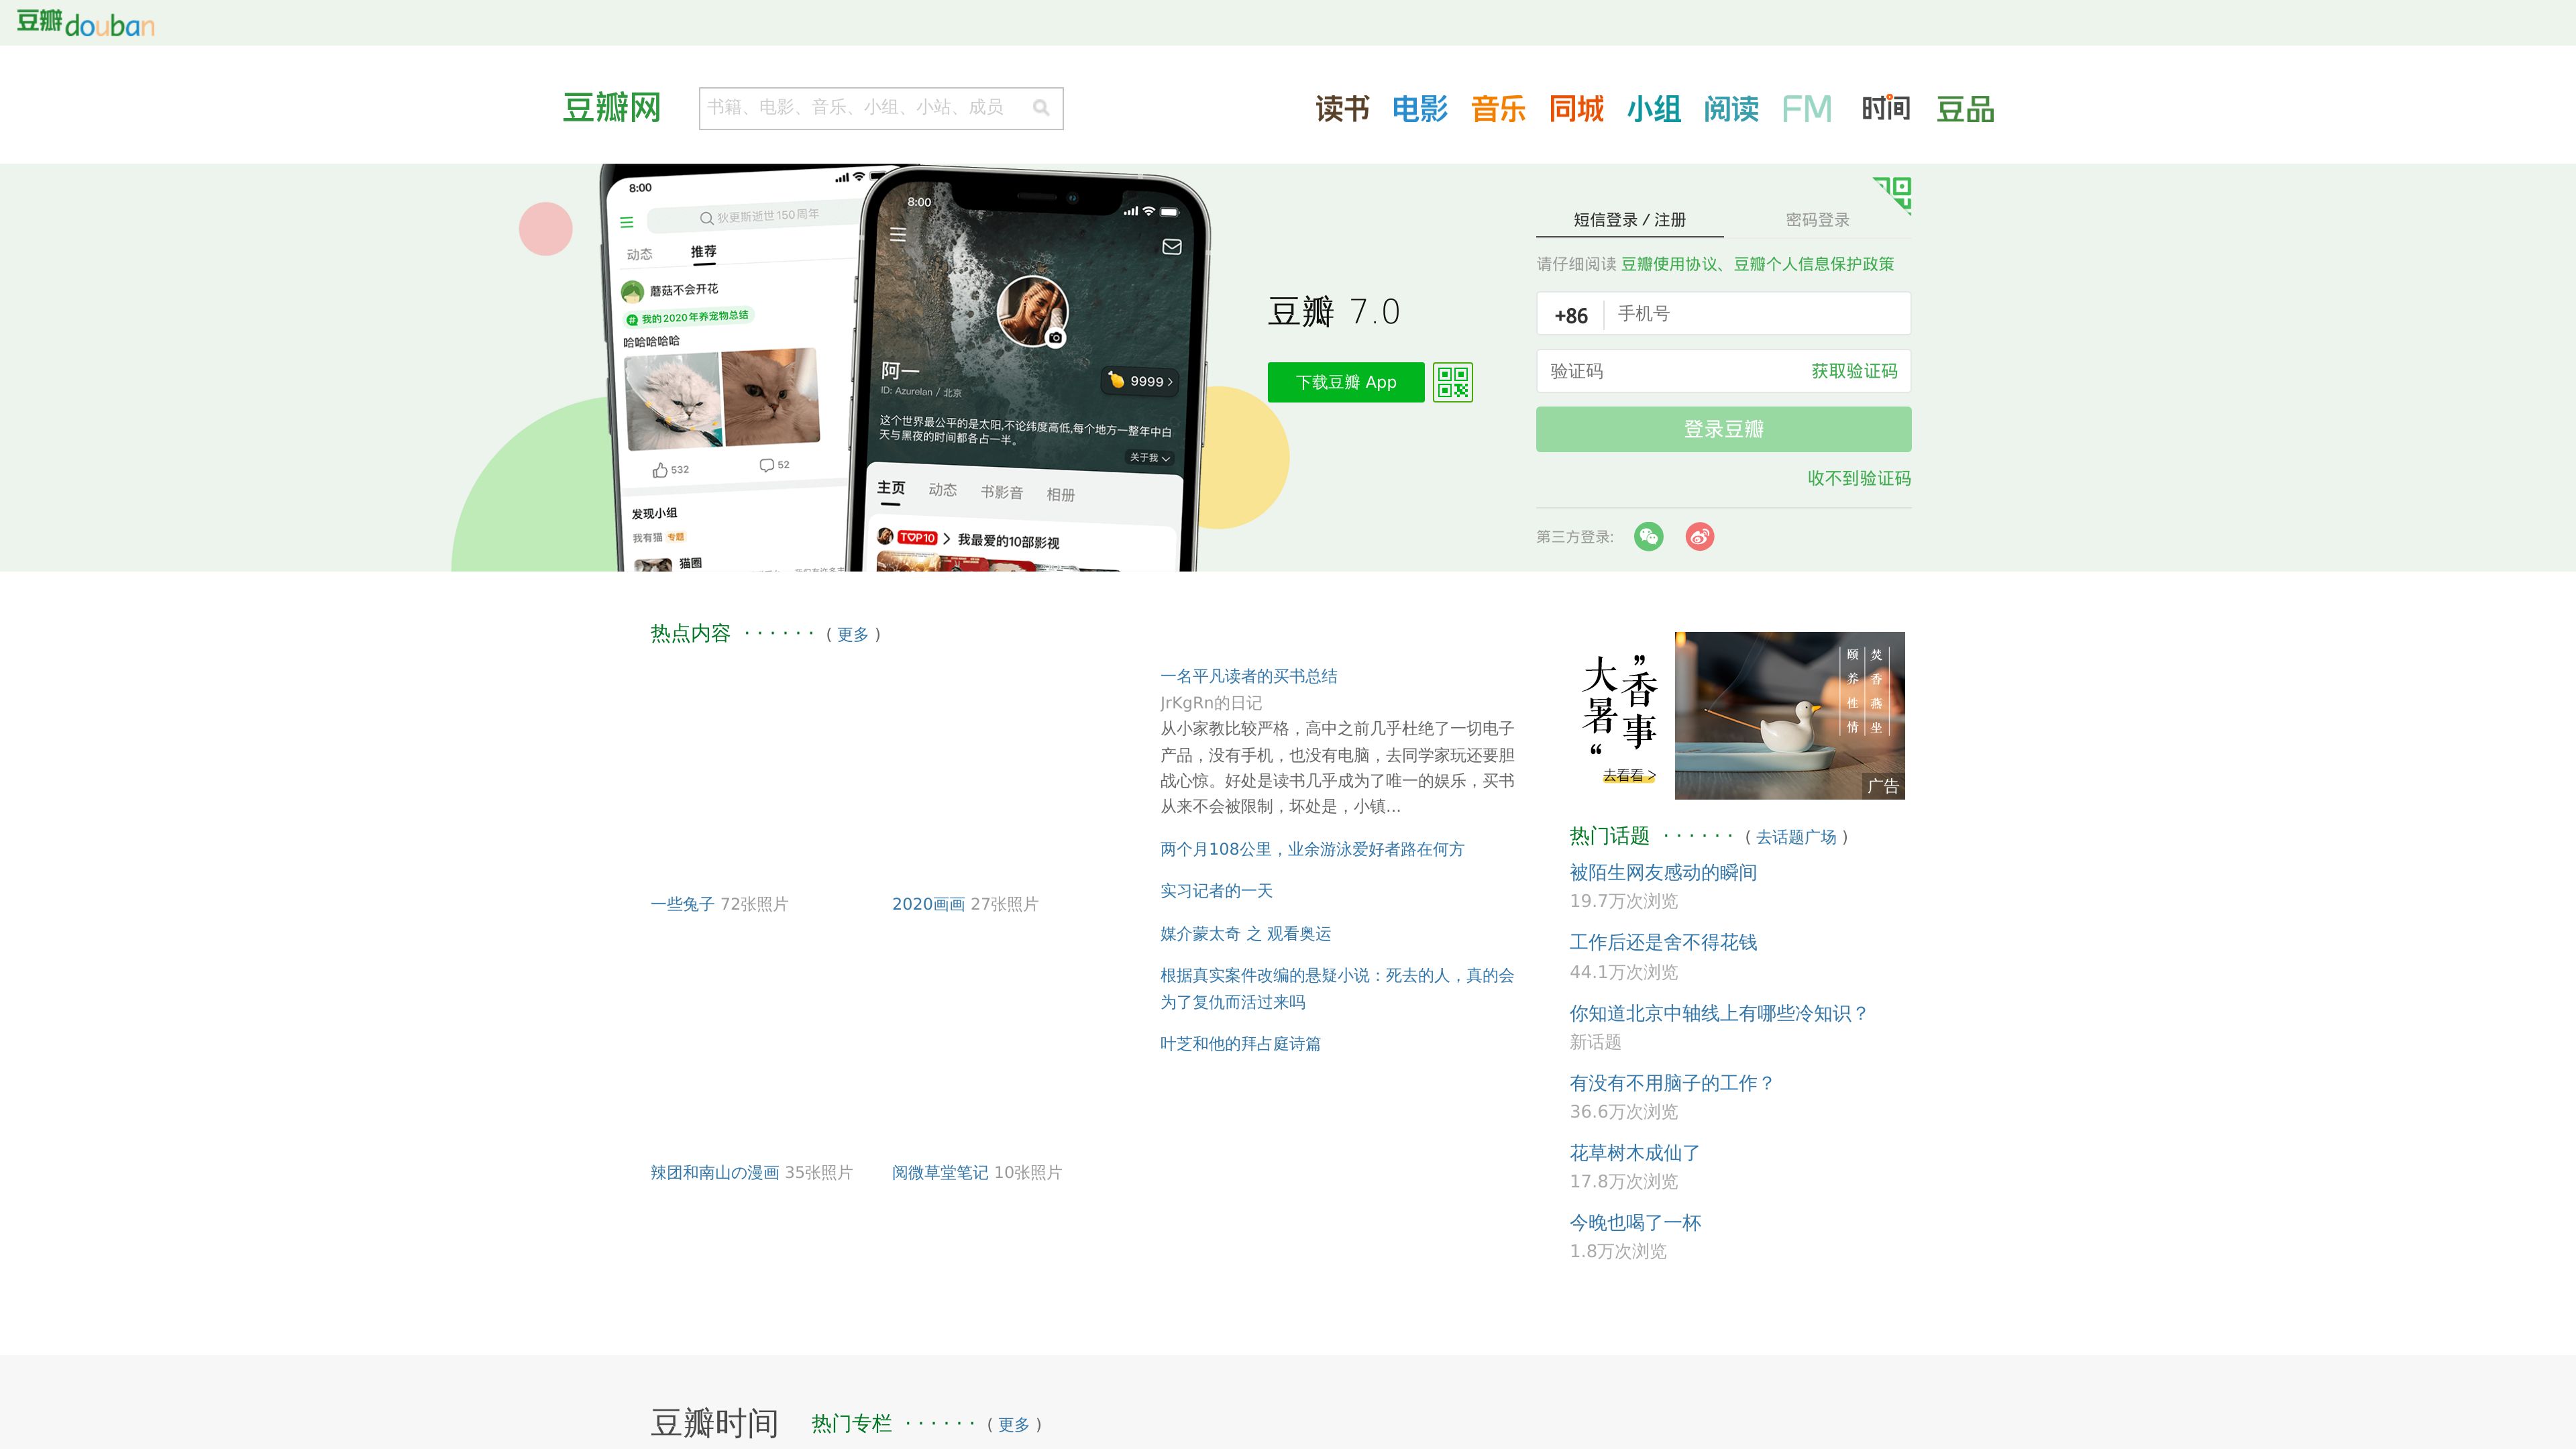 豆瓣douban
豆瓣网
书籍、电影、音乐、小组、小站、成员
读书 电影 音乐 同城 小组 阅读 FM 时间 豆品
8:00
狄更斯逝世150周年
动态 推荐
蘑菇不会开花
我的2020年养宠物总结
哈哈哈哈哈
532 52
发现小组
我有猫 专题
猫圈
8:00
阿一
ID: Azurelan / 北京
9999 >
这个世界最公平的是太阳,不论纬度高低,每个地方一整年中白
天与黑夜的时间都各占一半。
关于我
主页 动态 书影音 相册
TOP10 > 我最爱的10部影视
豆瓣 7.0
下载豆瓣 App
短信登录 / 注册 密码登录
请仔细阅读 豆瓣使用协议、豆瓣个人信息保护政策
+86 手机号
验证码 获取验证码
登录豆瓣
收不到验证码
第三方登录:
热点内容 · · · · · · ( 更多 )
一些兔子 72张照片
2020画画 27张照片
辣团和南山の漫画 35张照片
阅微草堂笔记 10张照片
一名平凡读者的买书总结
JrKgRn的日记
从小家教比较严格，高中之前几乎杜绝了一切电子
产品，没有手机，也没有电脑，去同学家玩还要胆
战心惊。好处是读书几乎成为了唯一的娱乐，买书
从来不会被限制，坏处是，小镇...
两个月108公里，业余游泳爱好者路在何方
实习记者的一天
媒介蒙太奇 之 观看奥运
根据真实案件改编的悬疑小说：死去的人，真的会
为了复仇而活过来吗
叶芝和他的拜占庭诗篇
大暑
”香事“
去看看 >
焚香燕坐
颐养性情
广告
热门话题 · · · · · · ( 去话题广场 )
被陌生网友感动的瞬间
19.7万次浏览
工作后还是舍不得花钱
44.1万次浏览
你知道北京中轴线上有哪些冷知识？
新话题
有没有不用脑子的工作？
36.6万次浏览
花草树木成仙了
17.8万次浏览
今晚也喝了一杯
1.8万次浏览
豆瓣时间 热门专栏 · · · · · · ( 更多 )